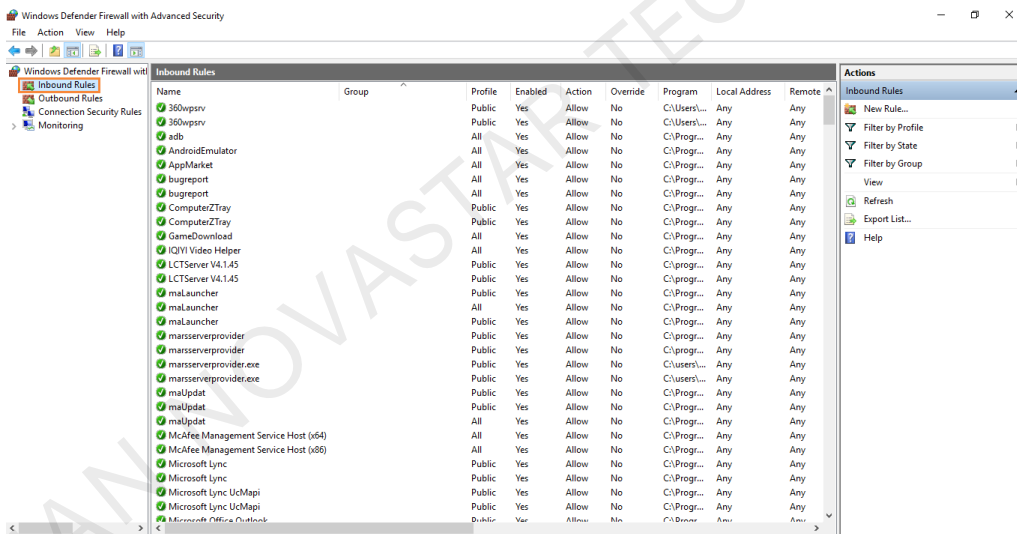 Windows Defender Firewall with Advanced Security
File Action View Help
Windows Defender Firewall witl
Inbound Rules
Outbound Rules
Connection Security Rules
Monitoring
Inbound Rules
Name Group Profile Enabled Action Override Program Local Address Remote
360wpsrv Public Yes Allow No C:\Users\... Any Any
360wpsrv Public Yes Allow No C:\Users\... Any Any
adb All Yes Allow No C:\Progr... Any Any
AndroidEmulator All Yes Allow No C:\Progr... Any Any
AppMarket All Yes Allow No C:\Progr... Any Any
bugreport All Yes Allow No C:\Progr... Any Any
bugreport All Yes Allow No C:\Progr... Any Any
ComputerZTray Public Yes Allow No C:\Progr... Any Any
ComputerZTray Public Yes Allow No C:\Progr... Any Any
GameDownload All Yes Allow No C:\Progr... Any Any
IQIYI Video Helper All Yes Allow No C:\Progr... Any Any
LCTServer V4.1.45 Public Yes Allow No C:\progr... Any Any
LCTServer V4.1.45 Public Yes Allow No C:\progr... Any Any
maLauncher Public Yes Allow No C:\Progr... Any Any
maLauncher All Yes Allow No C:\Progr... Any Any
maLauncher Public Yes Allow No C:\Progr... Any Any
marsserverprovider Public Yes Allow No C:\progr... Any Any
marsserverprovider Public Yes Allow No C:\progr... Any Any
marsserverprovider.exe Public Yes Allow No C:\users\... Any Any
marsserverprovider.exe Public Yes Allow No C:\users\... Any Any
maUpdat Public Yes Allow No C:\Progr... Any Any
maUpdat Public Yes Allow No C:\Progr... Any Any
maUpdat All Yes Allow No C:\Progr... Any Any
McAfee Management Service Host (x64) All Yes Allow No C:\Progr... Any Any
McAfee Management Service Host (x86) All Yes Allow No C:\Progr... Any Any
Microsoft Lync Public Yes Allow No C:\Progr... Any Any
Microsoft Lync Public Yes Allow No C:\Progr... Any Any
Microsoft Lync UcMapi Public Yes Allow No C:\Progr... Any Any
Microsoft Lync UcMapi Public Yes Allow No C:\Progr... Any Any
Microsoft Office Outlook Public Yes Allow No C:\Progr... Any Any
Actions
Inbound Rules
New Rule...
Filter by Profile
Filter by State
Filter by Group
View
Refresh
Export List...
Help
AN NOVASTAR TEC